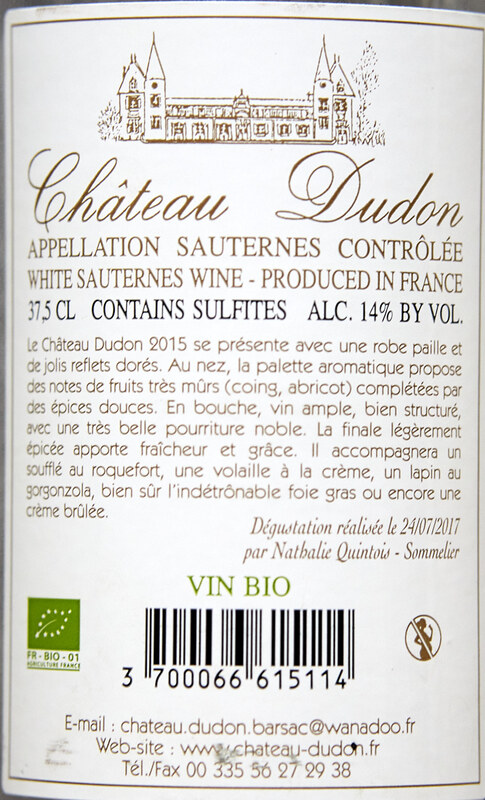 Château Dudon
APPELLATION SAUTERNES CONTRÔLÉE
WHITE SAUTERNES WINE - PRODUCED IN FRANCE
37,5 CL CONTAINS SULFITES ALC. 14% BY VOL.
Le Château Dudon 2015 se présente avec une robe paille et
de jolis reflets dorés. Au nez, la palette aromatique propose
des notes de fruits très mûrs (coing, abricot) complétées par
des épices douces. En bouche, vin ample, bien structuré,
avec une très belle pourriture noble. La finale légèrement
épicée apporte fraîcheur et grâce. Il accompagnera un
soufflé au roquefort, une volaille à la crème, un lapin au
gorgonzola, bien sûr l'indétrônable foie gras ou encore une
crème brûlée.
Dégustation réalisée le 24/07/2017
par Nathalie Quintois - Sommelier
VIN BIO
FR - BIO - 01
AGRICULTURE FRANCE
3 700066 615114
E-mail : chateau.dudon.barsac@wanadoo.fr
Web-site : www.chateau-dudon.fr
Tél./Fax 00 335 56 27 29 38